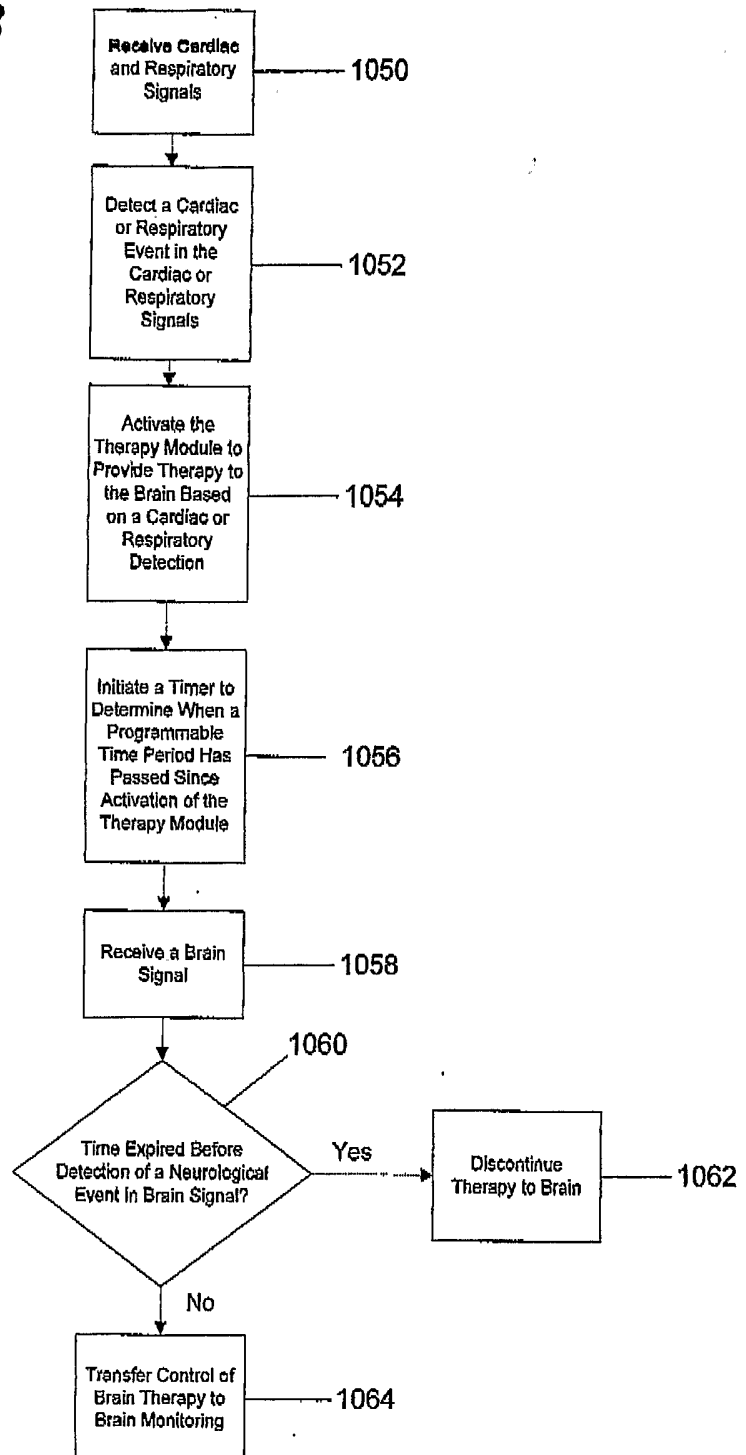 Receive Cardiac
and Respiratory
Signals
1050
Detect a Cardiac
or Respiratory
Event in the
Cardiac or
Respiratory
Signals
1052
Activate the
Therapy Module to
Provide Therapy to
the Brain Based
on a Cardiac or
Respiratory
Detection
1054
Initiate a Timer to
Determine When a
Programmable
Time Period Has
Passed Since
Activation of the
Therapy Module
1056
Receive a Brain
Signal
1058
1060
Time Expired Before
Detection of a Neurological
Event in Brain Signal?
Yes
Discontinue
Therapy to Brain
1062
No
Transfer Control of
Brain Therapy to
Brain Monitoring
1064